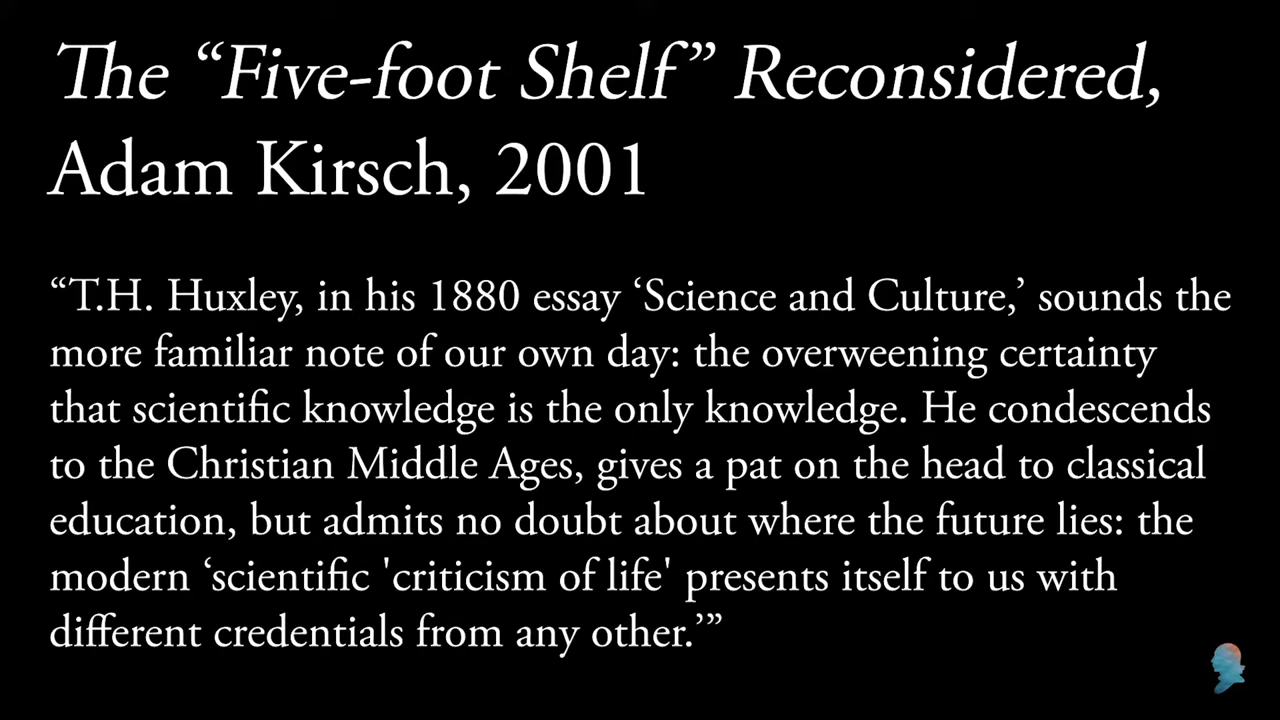 The “Five-foot Shelf” Reconsidered,
Adam Kirsch, 2001
“T.H. Huxley, in his 1880 essay ‘Science and Culture,’ sounds the
more familiar note of our own day: the overweening certainty
that scientific knowledge is the only knowledge. He condescends
to the Christian Middle Ages, gives a pat on the head to classical
education, but admits no doubt about where the future lies: the
modern ‘scientific 'criticism of life' presents itself to us with
different credentials from any other.’”